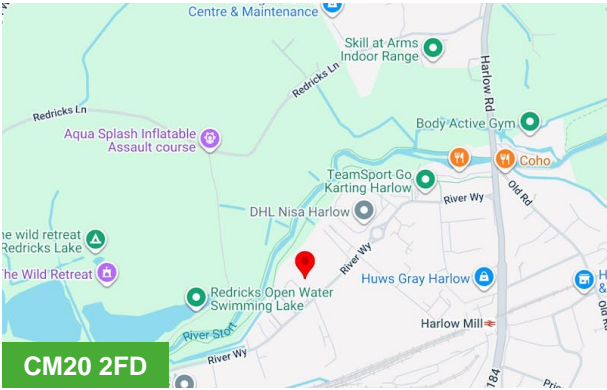 Centre & Maintenance
Skill at Arms
Indoor Range
Redricks Ln
Harlow Rd
Redricks Ln
Body Active Gym
Aqua Splash Inflatable
Assault course
Coho
TeamSport Go
Karting Harlow
River Wy
Old Rd
DHL Nisa Harlow
he wild retreat
Redricks Lake
River Wy
The Wild Retreat
Huws Gray Harlow
H
&
Redricks Open Water
Swimming Lake
Old R
River Stort
Harlow Mill
River Wy
CM20 2FD
184